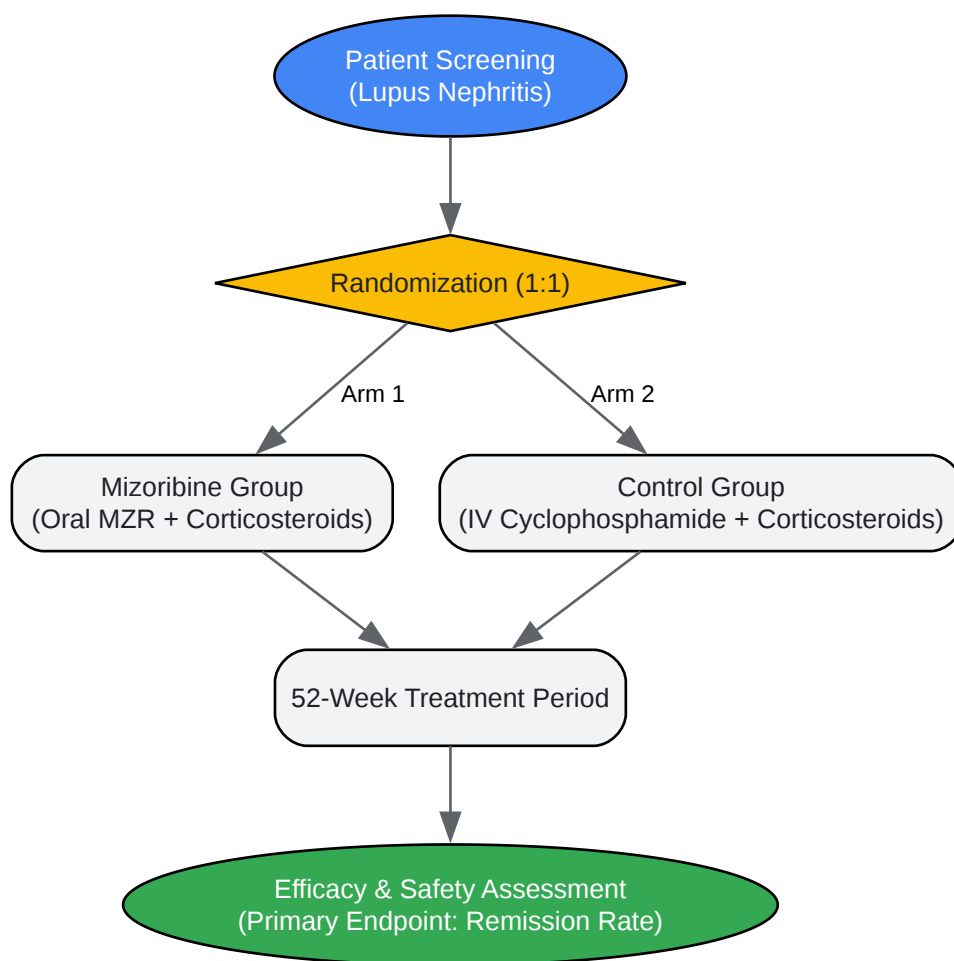 Patient Screening
(Lupus Nephritis)
Randomization (1:1)
Arm 1
Arm 2
Mizoribine Group
(Oral MZR + Corticosteroids)
Control Group
(IV Cyclophosphamide + Corticosteroids)
52-Week Treatment Period
Efficacy & Safety Assessment
(Primary Endpoint: Remission Rate)